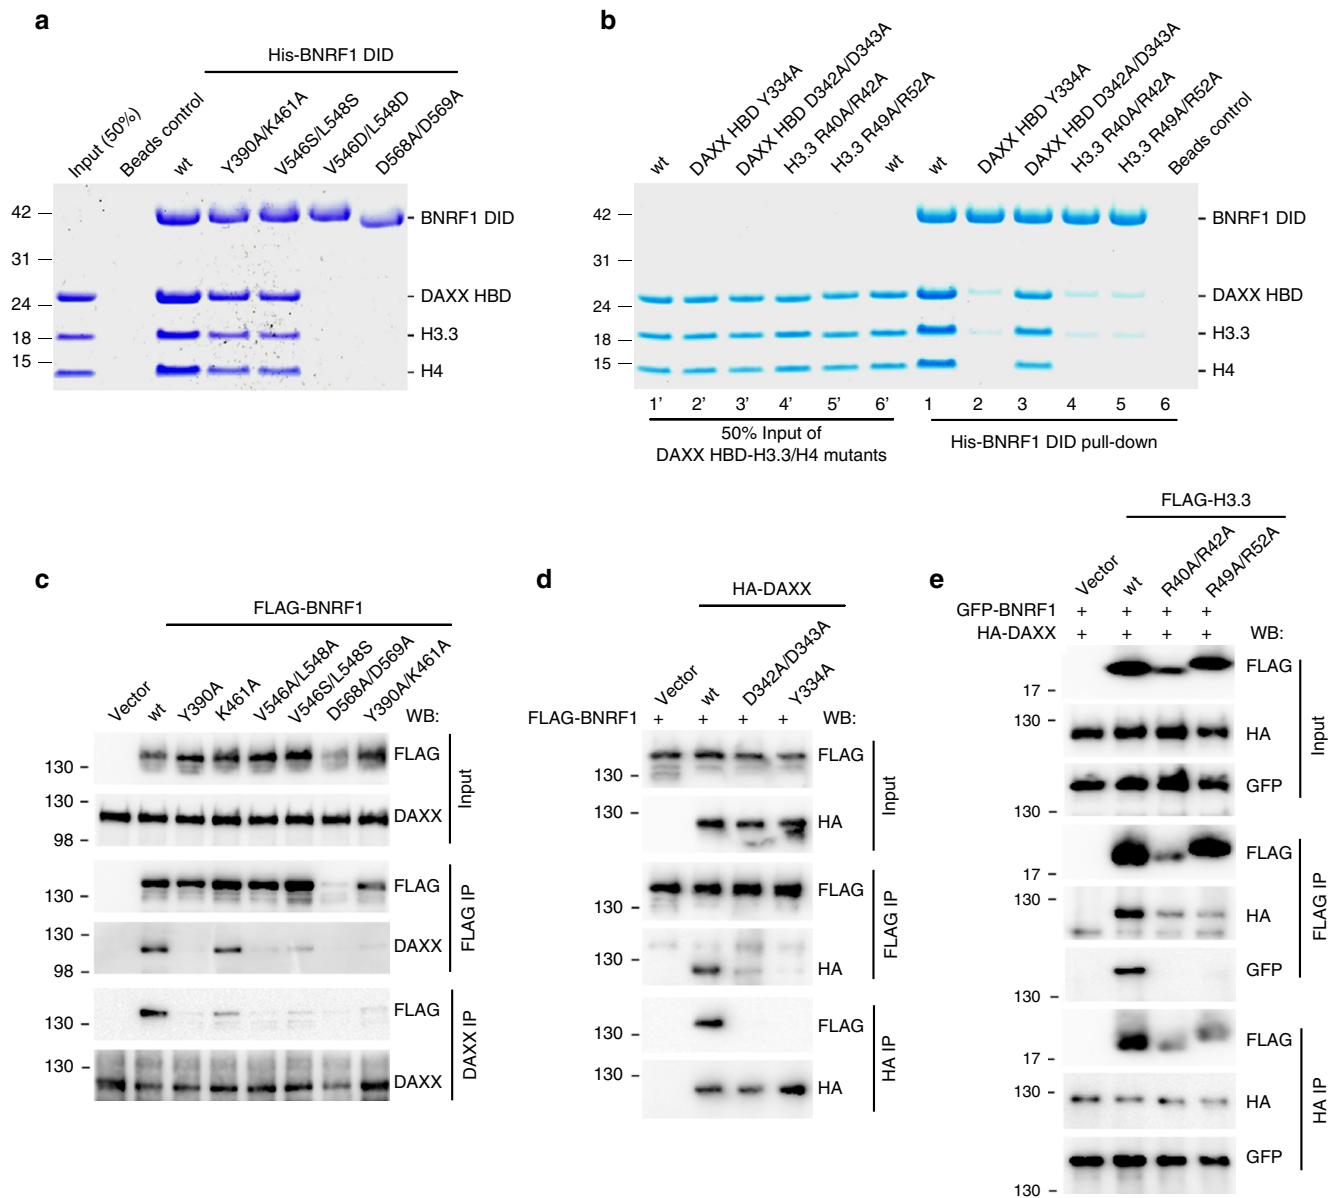 a
His-BNRF1 DID
Input (50%)
Beads control
wt
Y390A/K461A
V546S/L548S
V546D/L548D
D568A/D569A
42
31
24
18
15
BNRF1 DID
DAXX HBD
H3.3
H4
b
wt
DAXX HBD Y334A
DAXX HBD D342A/D343A
H3.3 R40A/R42A
H3.3 R49A/R52A
wt
wt
DAXX HBD Y334A
DAXX HBD D342A/D343A
H3.3 R40A/R42A
H3.3 R49A/R52A
Beads control
42
31
24
18
15
BNRF1 DID
DAXX HBD
H3.3
H4
1’ 2’ 3’ 4’ 5’ 6’ 1 2 3 4 5 6
50% Input of
DAXX HBD-H3.3/H4 mutants
His-BNRF1 DID pull-down
c
FLAG-BNRF1
Vector
wt
Y390A
K461A
V546A/L548A
V546S/L548S
D568A/D569A
Y390A/K461A
WB:
130
FLAG
130
98
DAXX
Input
130
FLAG
130
98
DAXX
FLAG IP
130
FLAG
130
DAXX
DAXX IP
d
HA-DAXX
Vector
wt
D342A/D343A
Y334A
FLAG-BNRF1 + + + + WB:
130
FLAG
130
HA
Input
130
FLAG
130
HA
FLAG IP
130
FLAG
130
HA
HA IP
e
FLAG-H3.3
Vector
wt
R40A/R42A
R49A/R52A
GFP-BNRF1 + + + +
HA-DAXX + + + + WB:
17
FLAG
130
HA
130
GFP
Input
17
FLAG
130
HA
130
GFP
FLAG IP
17
FLAG
130
HA
130
GFP
HA IP